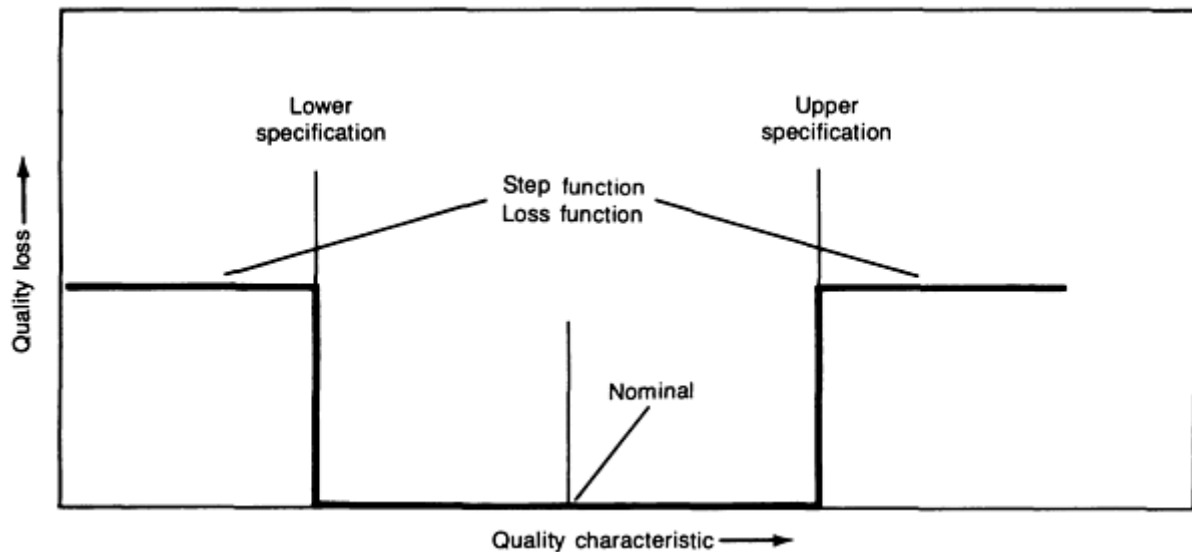 Lower
specification
Upper
specification
Step function
Loss function
Quality loss
Nominal
Quality characteristic